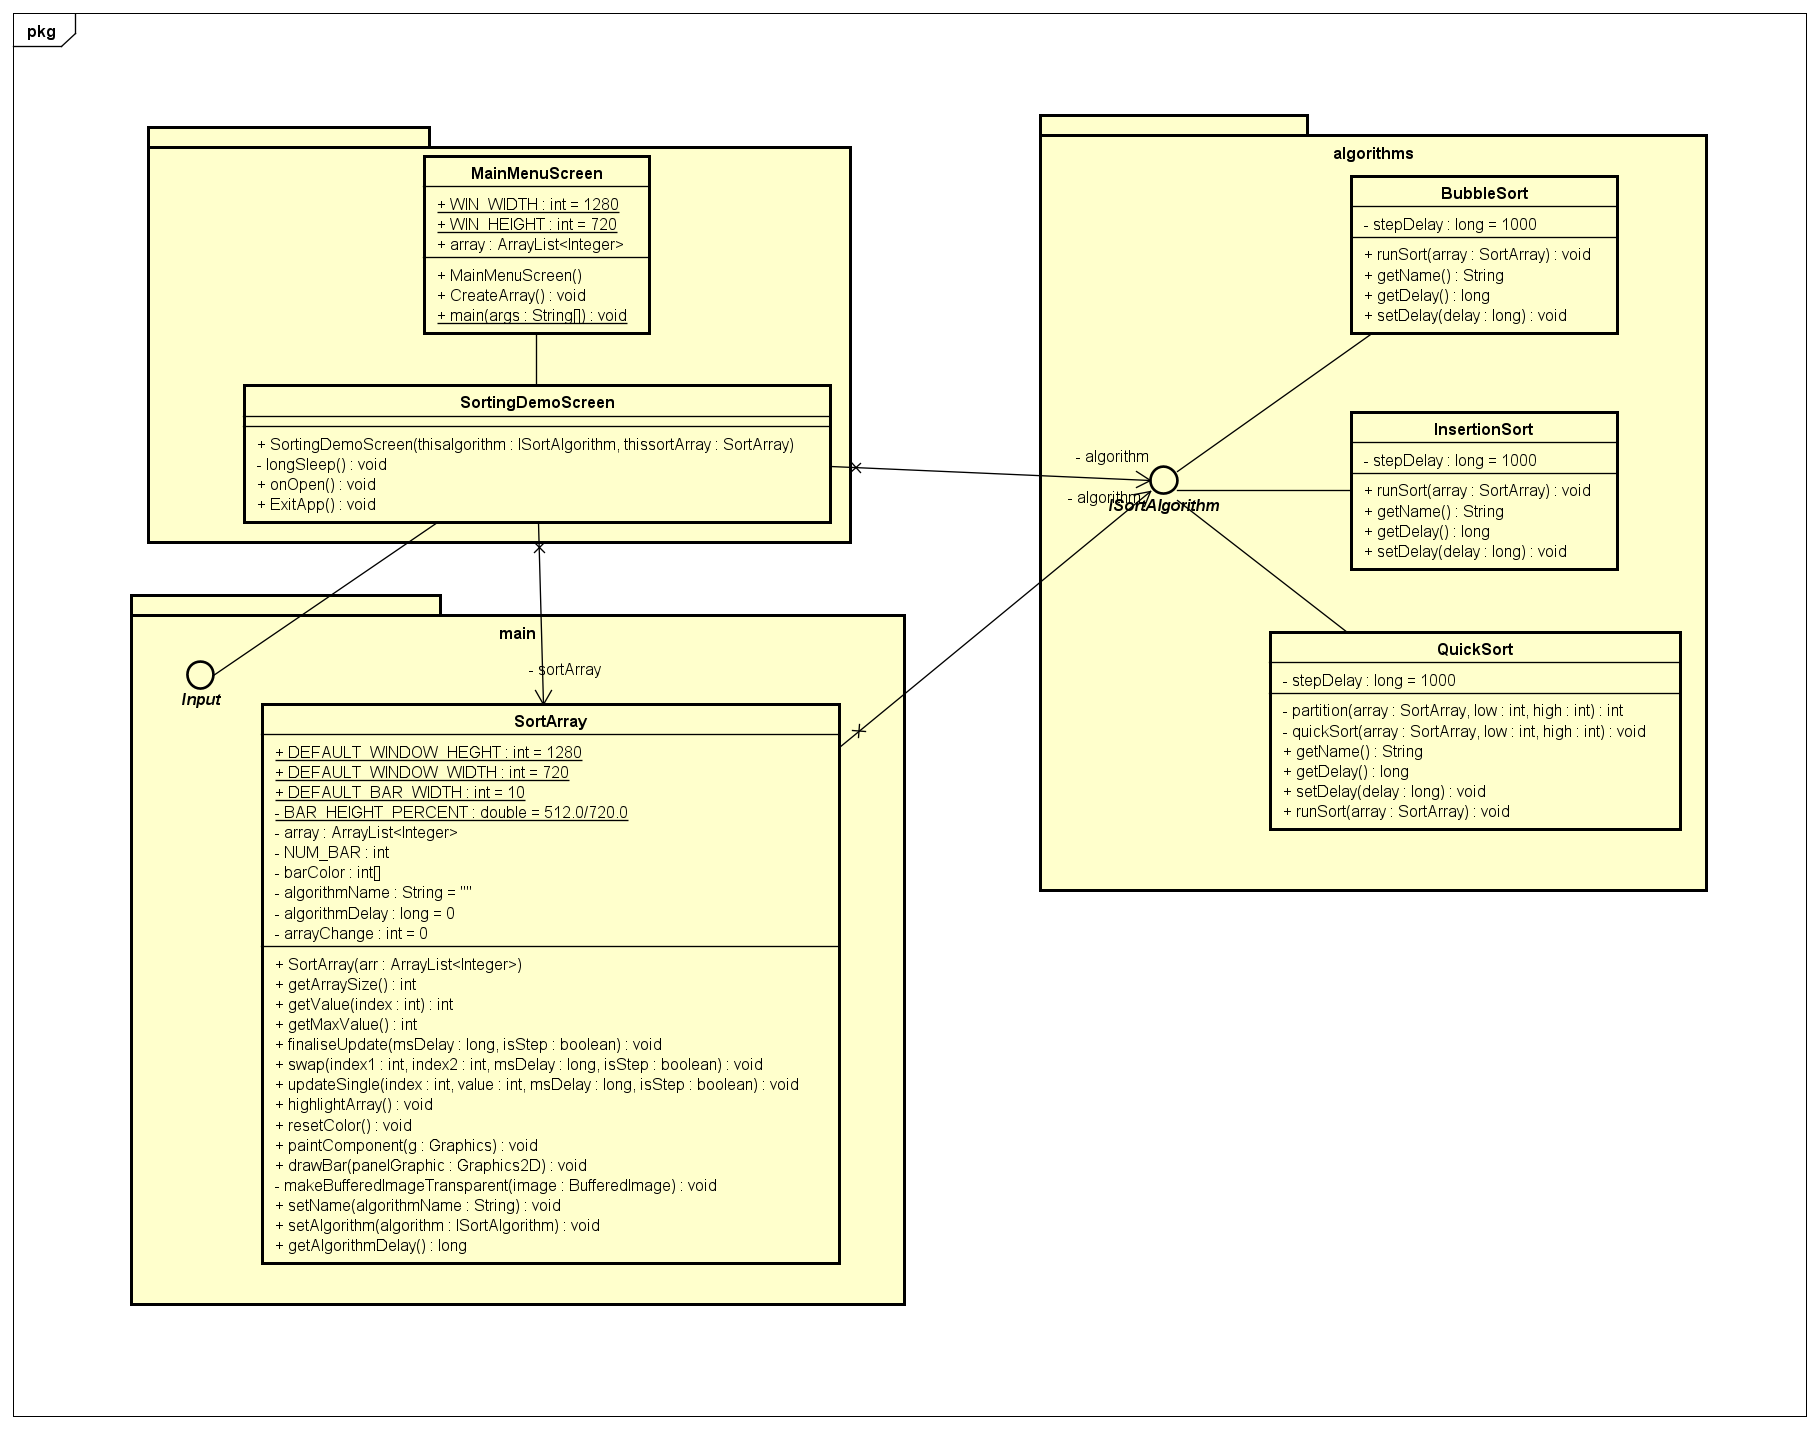 pkg
MainMenuScreen
+ WIN_WIDTH : int = 1280
+ WIN_HEIGHT : int = 720
+ array : ArrayList<Integer>
+ MainMenuScreen()
+ CreateArray() : void
+ main(args : String[]) : void
SortingDemoScreen
+ SortingDemoScreen(thisalgorithm : ISortAlgorithm, thissortArray : SortArray)
- longSleep() : void
+ onOpen() : void
+ ExitApp() : void
algorithms
BubbleSort
- stepDelay : long = 1000
+ runSort(array : SortArray) : void
+ getName() : String
+ getDelay() : long
+ setDelay(delay : long) : void
- algorithm
- algorithm
ISortAlgorithm
InsertionSort
- stepDelay : long = 1000
+ runSort(array : SortArray) : void
+ getName() : String
+ getDelay() : long
+ setDelay(delay : long) : void
QuickSort
- stepDelay : long = 1000
- partition(array : SortArray, low : int, high : int) : int
- quickSort(array : SortArray, low : int, high : int) : void
+ getName() : String
+ getDelay() : long
+ setDelay(delay : long) : void
+ runSort(array : SortArray) : void
main
Input
- sortArray
SortArray
+ DEFAULT_WINDOW_HEGHT : int = 1280
+ DEFAULT_WINDOW_WIDTH : int = 720
+ DEFAULT_BAR_WIDTH : int = 10
- BAR_HEIGHT_PERCENT : double = 512.0/720.0
- array : ArrayList<Integer>
- NUM_BAR : int
- barColor : int[]
- algorithmName : String = ""
- algorithmDelay : long = 0
- arrayChange : int = 0
+ SortArray(arr : ArrayList<Integer>)
+ getArraySize() : int
+ getValue(index : int) : int
+ getMaxValue() : int
+ finaliseUpdate(msDelay : long, isStep : boolean) : void
+ swap(index1 : int, index2 : int, msDelay : long, isStep : boolean) : void
+ updateSingle(index : int, value : int, msDelay : long, isStep : boolean) : void
+ highlightArray() : void
+ resetColor() : void
+ paintComponent(g : Graphics) : void
+ drawBar(panelGraphic : Graphics2D) : void
- makeBufferedImageTransparent(image : BufferedImage) : void
+ setName(algorithmName : String) : void
+ setAlgorithm(algorithm : ISortAlgorithm) : void
+ getAlgorithmDelay() : long